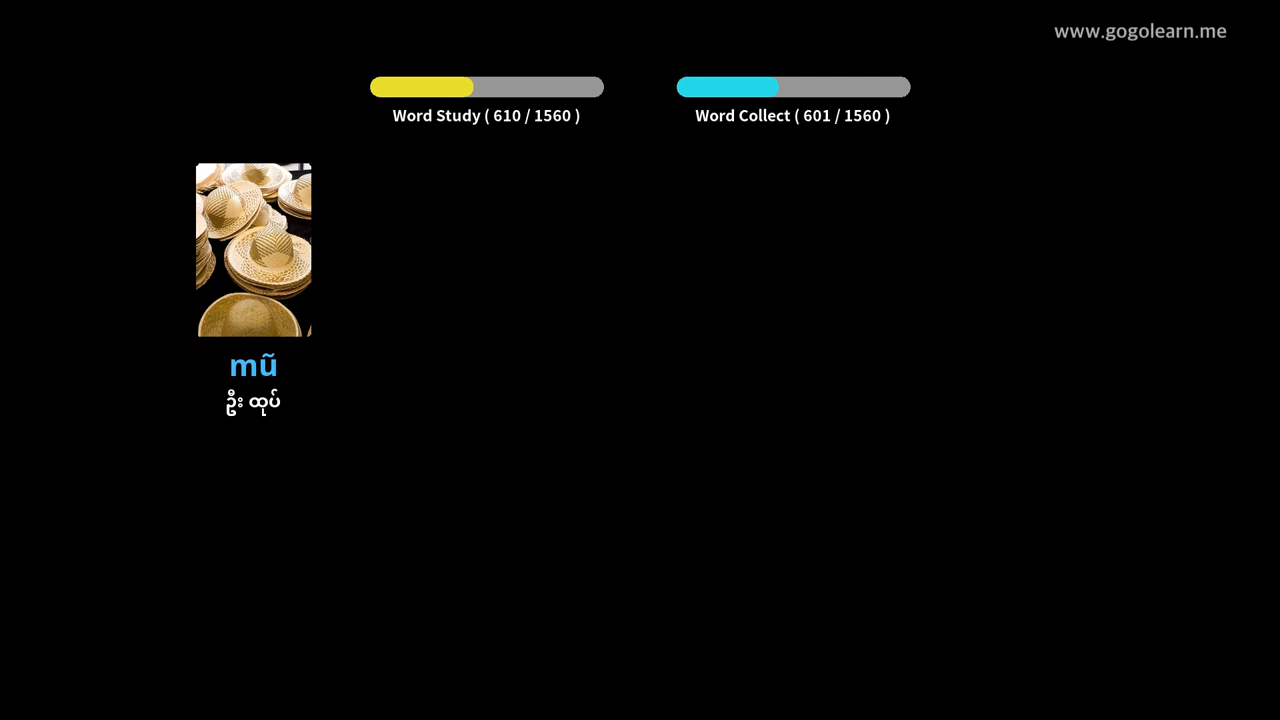 www.gogolearn.me
Word Study ( 610 / 1560 )
Word Collect ( 601 / 1560 )
mũ
ဦး ထုပ်